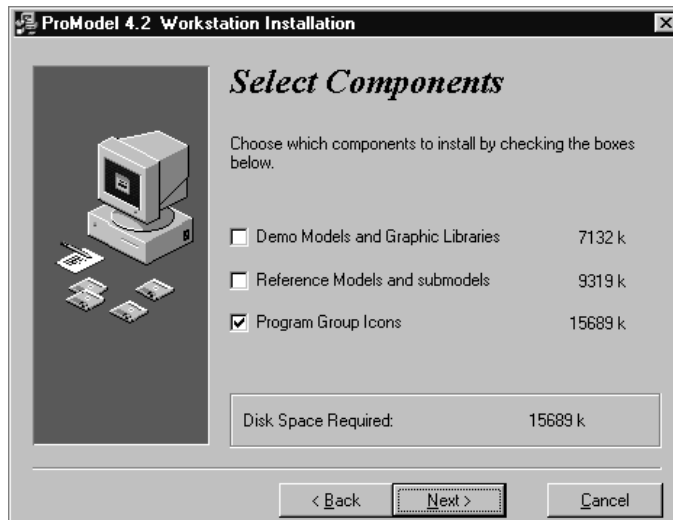 ProModel 4.2 Workstation Installation
Select Components
Choose which components to install by checking the boxes
below.
Demo Models and Graphic Libraries 7132 k
Reference Models and submodels 9319 k
Program Group Icons 15689 k
Disk Space Required: 15689 k
< Back Next > Cancel